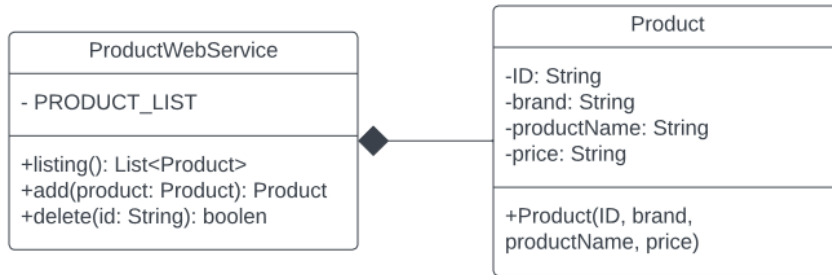 ProductWebService
- PRODUCT_LIST
+listing(): List<Product>
+add(product: Product): Product
+delete(id: String): boolen
Product
-ID: String
-brand: String
-productName: String
-price: String
+Product(ID, brand,
productName, price)